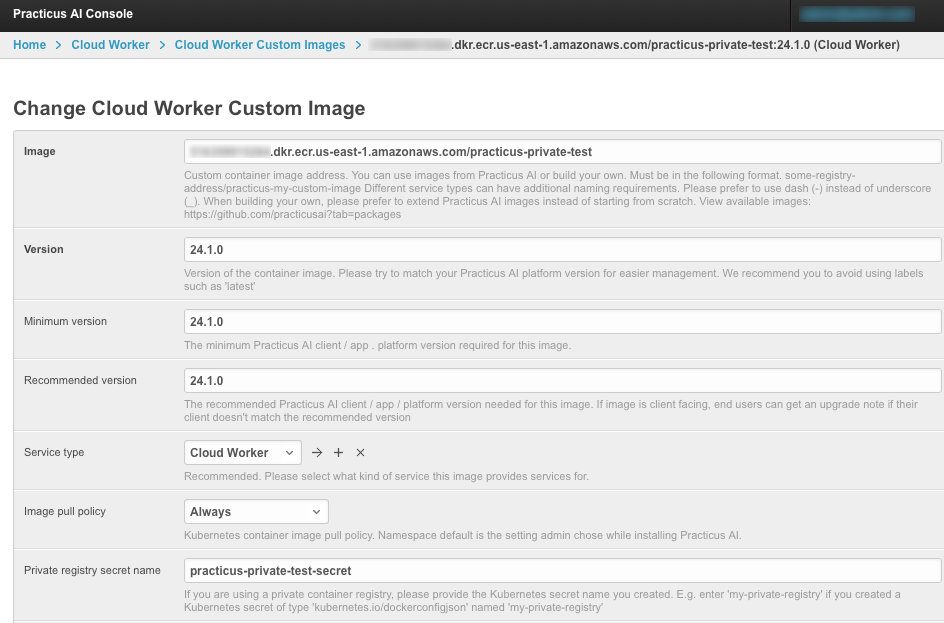 Practicus AI Console
Home > Cloud Worker > Cloud Worker Custom Images > .dkr.ecr.us-east-1.amazonaws.com/practicus-private-test:24.1.0 (Cloud Worker)
Change Cloud Worker Custom Image
Image
.dkr.ecr.us-east-1.amazonaws.com/practicus-private-test
Custom container image address. You can use images from Practicus AI or build your own. Must be in the following format. some-registry-
address/practicus-my-custom-image Different service types can have additional naming requirements. Please prefer to use dash (-) instead of underscore
(_). When building your own, please prefer to extend Practicus AI images instead of starting from scratch. View available images:
https://github.com/practicusai?tab=packages
Version
24.1.0
Version of the container image. Please try to match your Practicus AI platform version for easier management. We recommend you to avoid using labels
such as 'latest'
Minimum version
24.1.0
The minimum Practicus AI client / app . platform version required for this image.
Recommended version
24.1.0
The recommended Practicus AI client / app / platform version needed for this image. If image is client facing, end users can get an upgrade note if their
client doesn't match the recommended version
Service type
Cloud Worker
Recommended. Please select what kind of service this image provides services for.
Image pull policy
Always
Kubernetes container image pull policy. Namespace default is the setting admin chose while installing Practicus AI.
Private registry secret name
practicus-private-test-secret
If you are using a private container registry, please provide the Kubernetes secret name you created. E.g. enter 'my-private-registry' if you created a
Kubernetes secret of type 'kubernetes.io/dockerconfigjson' named 'my-private-registry'